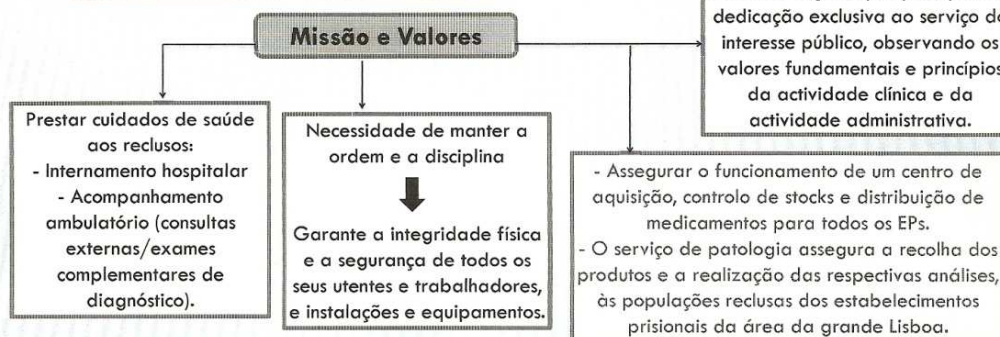 Missão e Valores
dedicação exclusiva ao serviço do
interesse público, observando os
valores fundamentais e princípios
da actividade clínica e da
actividade administrativa.
Prestar cuidados de saúde
aos reclusos:
- Internamento hospitalar
- Acompanhamento
ambulatório (consultas
externas/exames
complementares de
diagnóstico).
Necessidade de manter a
ordem e a disciplina
Garante a integridade física
e a segurança de todos os
seus utentes e trabalhadores,
e instalações e equipamentos.
- Assegurar o funcionamento de um centro de
aquisição, controlo de stocks e distribuição de
medicamentos para todos os EPs.
- O serviço de patologia assegura a recolha dos
produtos e a realização das respectivas análises,
às populações reclusas dos estabelecimentos
prisionais da área da grande Lisboa.